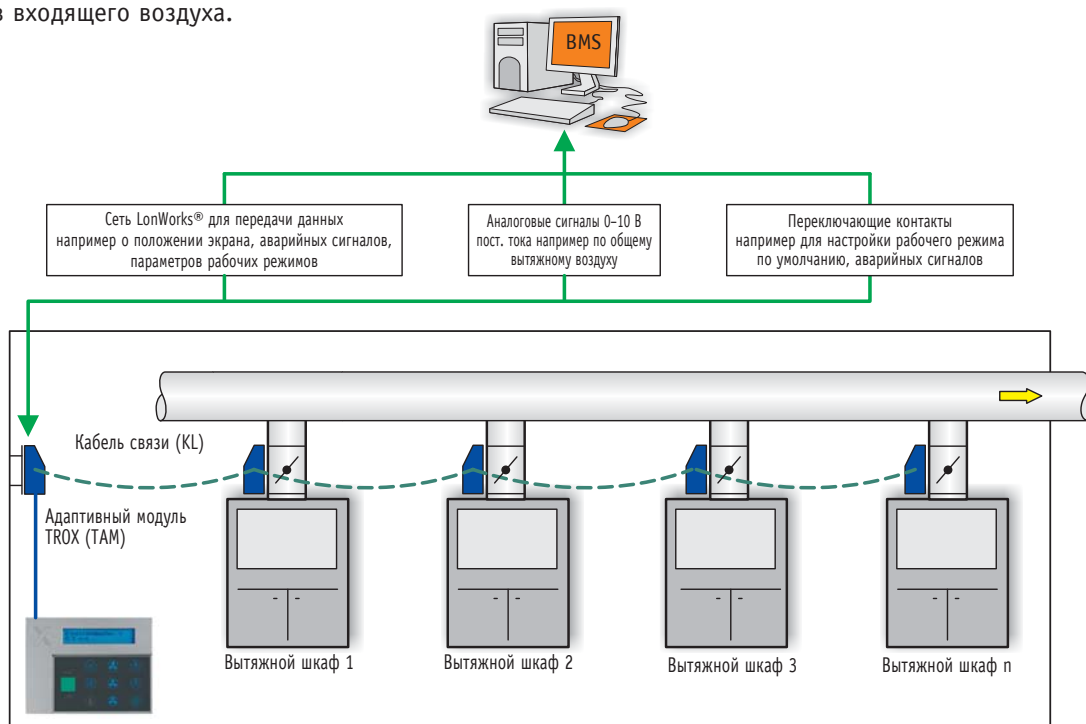 в входящего воздуха.
BMS
Сеть LonWorks® для передачи данных
например о положении экрана, аварийных сигналов,
параметров рабочих режимов
Аналоговые сигналы 0–10 В
пост. тока например по общему
вытяжному воздуху
Переключающие контакты
например для настройки рабочего режима
по умолчанию, аварийных сигналов
Кабель связи (KL)
Адаптивный модуль
TROX (TAM)
Вытяжной шкаф 1
Вытяжной шкаф 2
Вытяжной шкаф 3
Вытяжной шкаф n